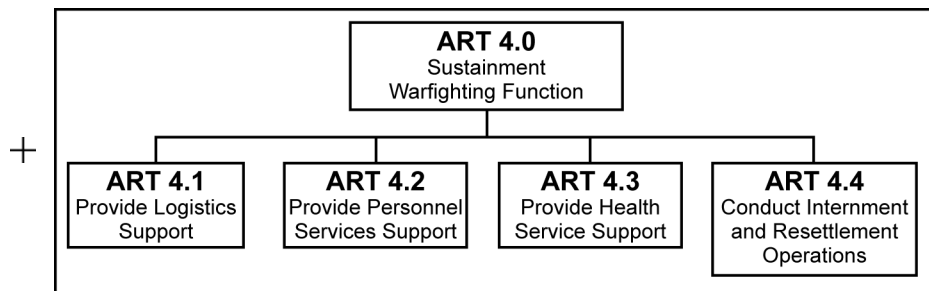 ART 4.0
Sustainment
Warfighting Function
ART 4.1
Provide Logistics
Support
ART 4.2
Provide Personnel
Services Support
ART 4.3
Provide Health
Service Support
ART 4.4
Conduct Internment
and Resettlement
Operations